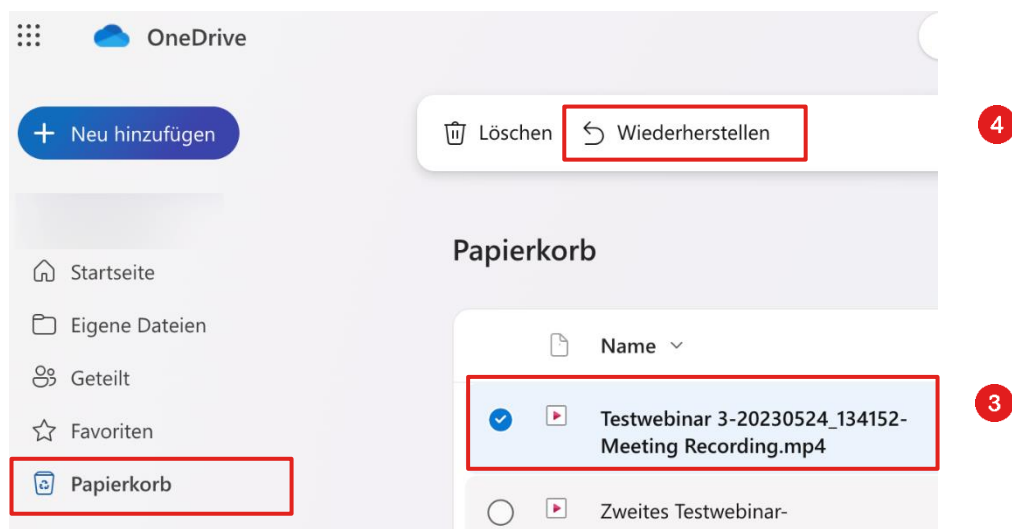 OneDrive
Neu hinzufügen
Löschen
Wiederherstellen
4
Papierkorb
Startseite
Eigene Dateien
Geteilt
Favoriten
Papierkorb
Name
Testwebinar 3-20230524_134152-
Meeting Recording.mp4
3
Zweites Testwebinar-